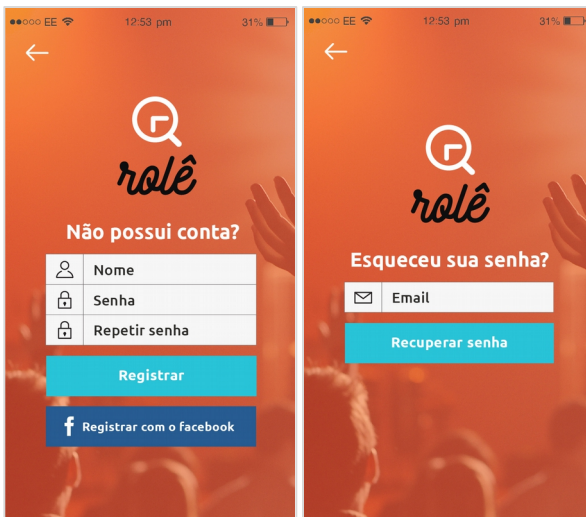 EE 12:53 pm 31%
rolê
Não possui conta?
Nome
Senha
Repetir senha
Registrar
f Registrar com o facebook
EE 12:53 pm 31%
rolê
Esqueceu sua senha?
Email
Recuperar senha